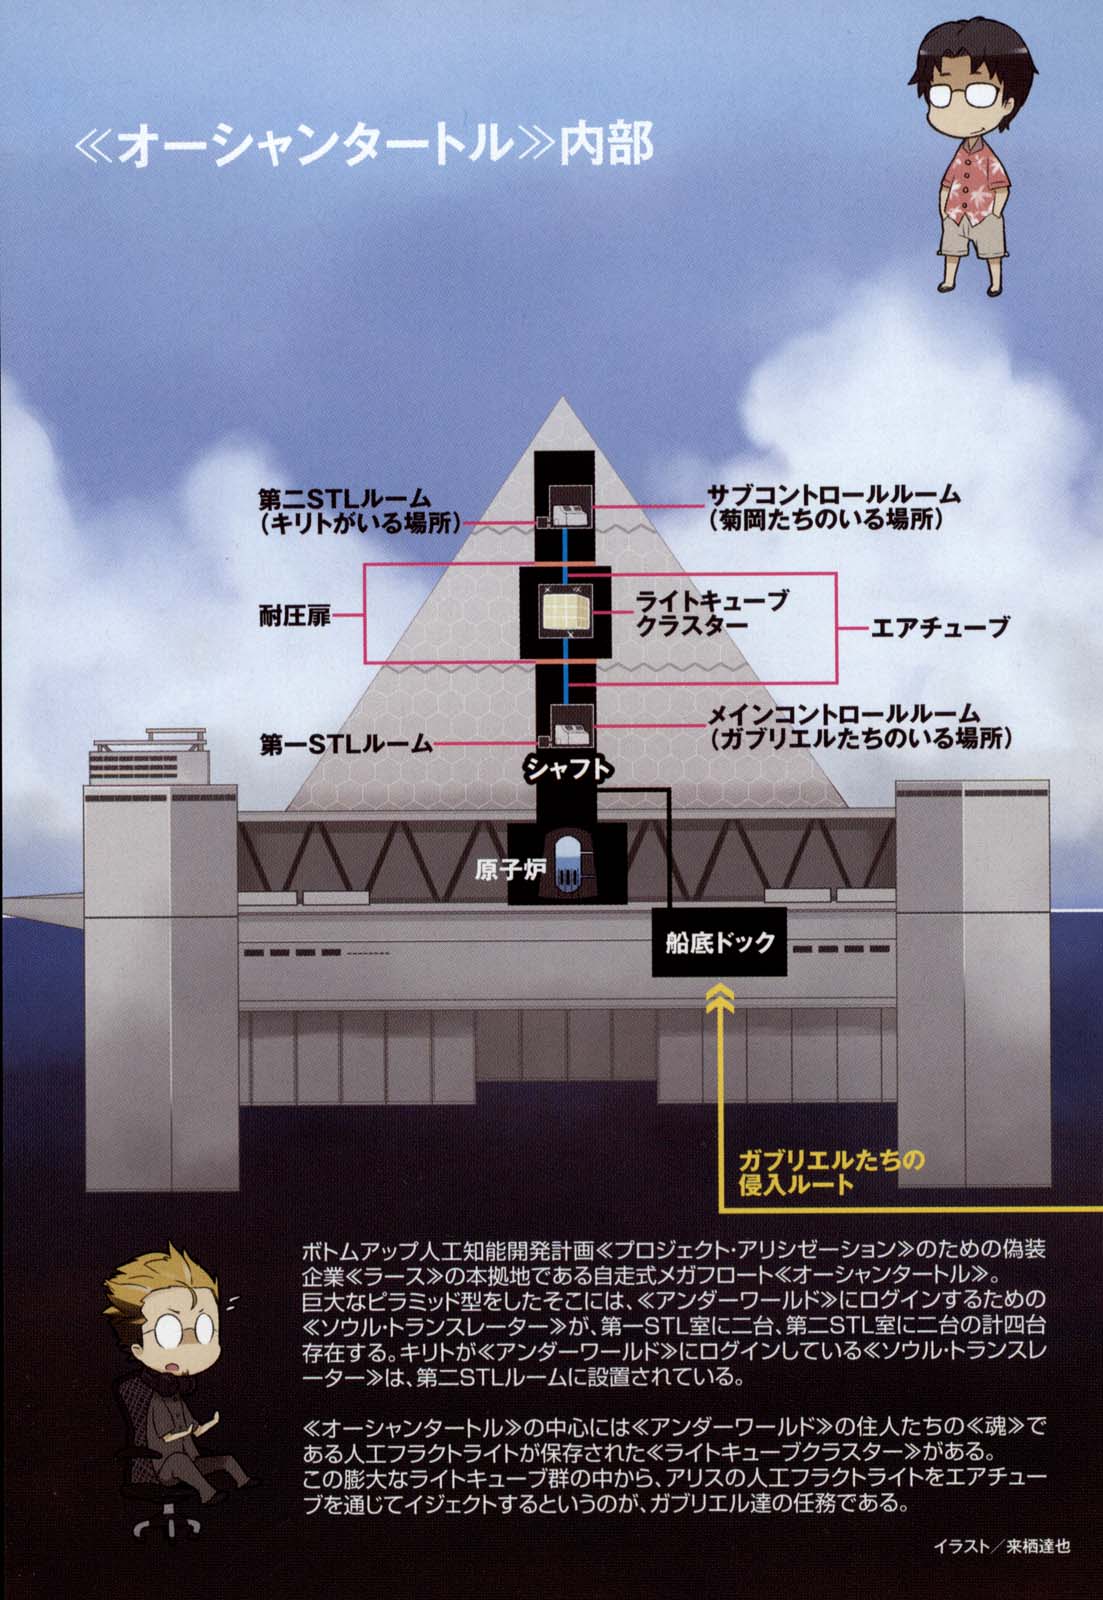 ≪オーシャンタートル≫内部
第二STLルーム
(キリトがいる場所)
サブコントロールルーム
(菊岡たちのいる場所)
耐圧扉
ライトキューブ
クラスター
エアチューブ
第一STLルーム
メインコントロールルーム
(ガブリエルたちのいる場所)
シャフト
原子炉
船底ドック
ガブリエルたちの
侵入ルート
ボトムアップ人工知能開発計画≪プロジェクト・アリシゼーション≫のための偽装
企業≪ラース≫の本拠地である自走式メガフロート≪オーシャンタートル≫。
巨大なピラミッド型をしたそこには、≪アンダーワールド≫にログインするための
≪ソウル・トランスレーター≫が、第一STL室に二台、第二STL室に二台の計四台
存在する。キリトが≪アンダーワールド≫にログインしている≪ソウル・トランスレ
ーター≫は、第二STLルームに設置されている。
≪オーシャンタートル≫の中心には≪アンダーワールド≫の住人たちの≪魂≫で
ある人工フラクトライトが保存された≪ライトキューブクラスター≫がある。
この膨大なライトキューブ群の中から、アリスの人工フラクトライトをエアチュー
ブを通じてイジェクトするというのが、ガブリエル達の任務である。
イラスト／来栖達也